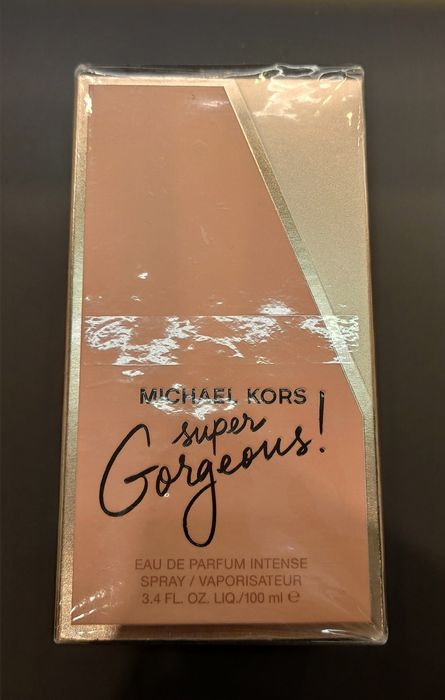 MICHAEL KORS
super
Gorgeous!
EAU DE PARFUM INTENSE
SPRAY / VAPORISATEUR
3.4 FL. OZ. LIQ./100 ml ℮